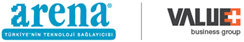 arena®
TÜRKİYE'NİN TEKNOLOJİ SAĞLAYICISI
VALUE+
business group